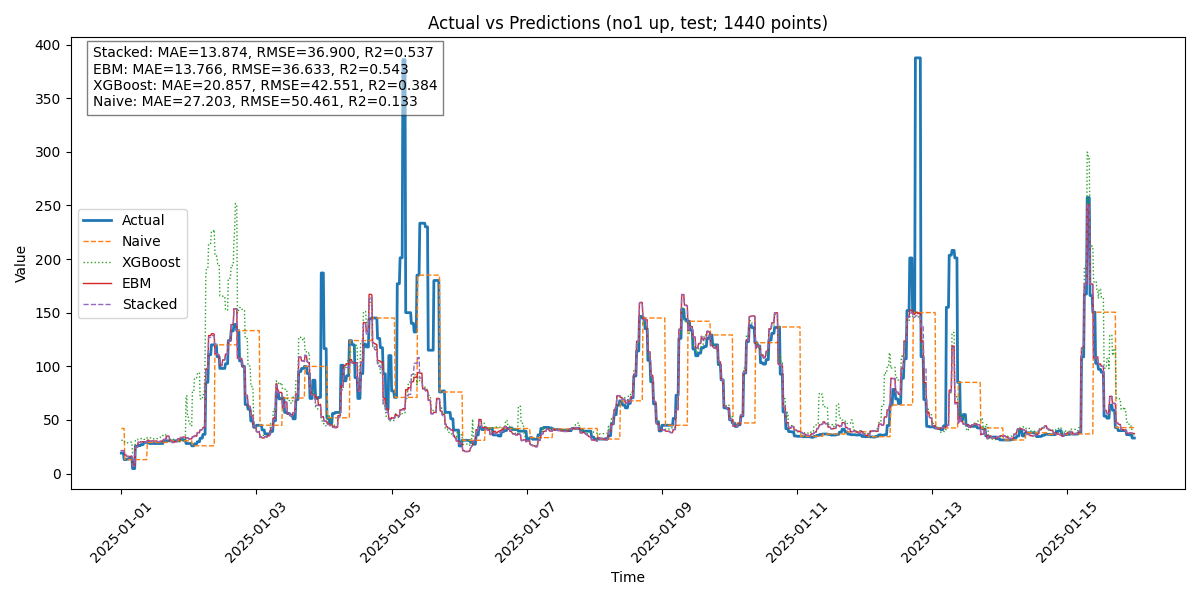 Actual vs Predictions (no1 up, test; 1440 points)
Stacked: MAE=13.874, RMSE=36.900, R2=0.537
EBM: MAE=13.766, RMSE=36.633, R2=0.543
XGBoost: MAE=20.857, RMSE=42.551, R2=0.384
Naive: MAE=27.203, RMSE=50.461, R2=0.133
400
350
300
250
200
150
100
50
0
Value
Actual
Naive
XGBoost
EBM
Stacked
2025-01-01
2025-01-03
2025-01-05
2025-01-07
2025-01-09
2025-01-11
2025-01-13
2025-01-15
Time